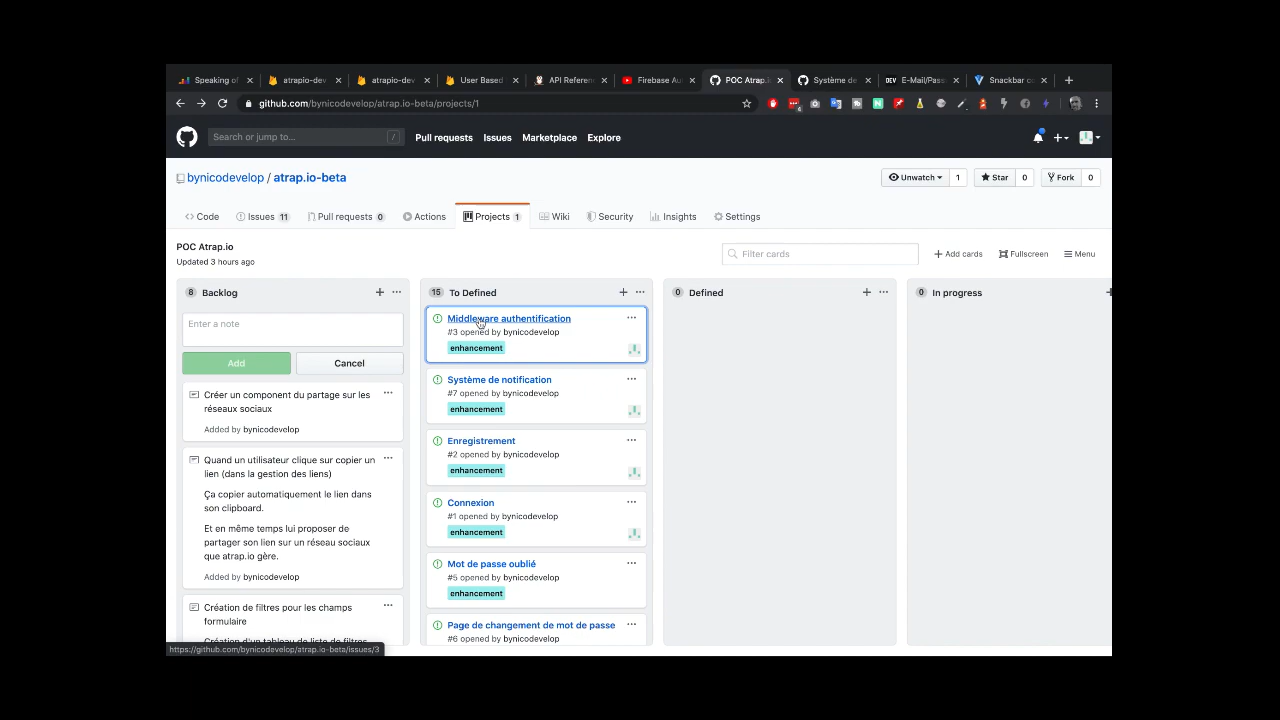 Speaking of
atrapio-dev
atrapio-dev
User Based
API Referen
Firebase Au
POC Atrap.
Système de
DEV E-Mail/Pass
Snackbar co
github.com/bynicodevelop/atrap.io-beta/projects/1
Search or jump to...
/
Pull requests
Issues
Marketplace
Explore
bynicodevelop / atrap.io-beta
Unwatch
1
Star
0
Fork
0
Code
Issues 11
Pull requests 0
Actions
Projects 1
Wiki
Security
Insights
Settings
POC Atrap.io
Updated 3 hours ago
Filter cards
Add cards
Fullscreen
Menu
8 Backlog
Enter a note
Add
Cancel
Créer un component du partage sur les
réseaux sociaux
Added by bynicodevelop
Quand un utilisateur clique sur copier un
lien (dans la gestion des liens)
Ça copier automatiquement le lien dans
son clipboard.
Et en même temps lui proposer de
partager son lien sur un réseau sociaux
que atrap.io gère.
Added by bynicodevelop
Création de filtres pour les champs
formulaire
Création d'un tableau de liste de filtres
15 To Defined
Middleware authentification
#3 opened by bynicodevelop
enhancement
Système de notification
#7 opened by bynicodevelop
enhancement
Enregistrement
#2 opened by bynicodevelop
enhancement
Connexion
#1 opened by bynicodevelop
enhancement
Mot de passe oublié
#5 opened by bynicodevelop
enhancement
Page de changement de mot de passe
#6 opened by bynicodevelop
0 Defined
0 In progress
https://github.com/bynicodevelop/atrap.io-beta/issues/3